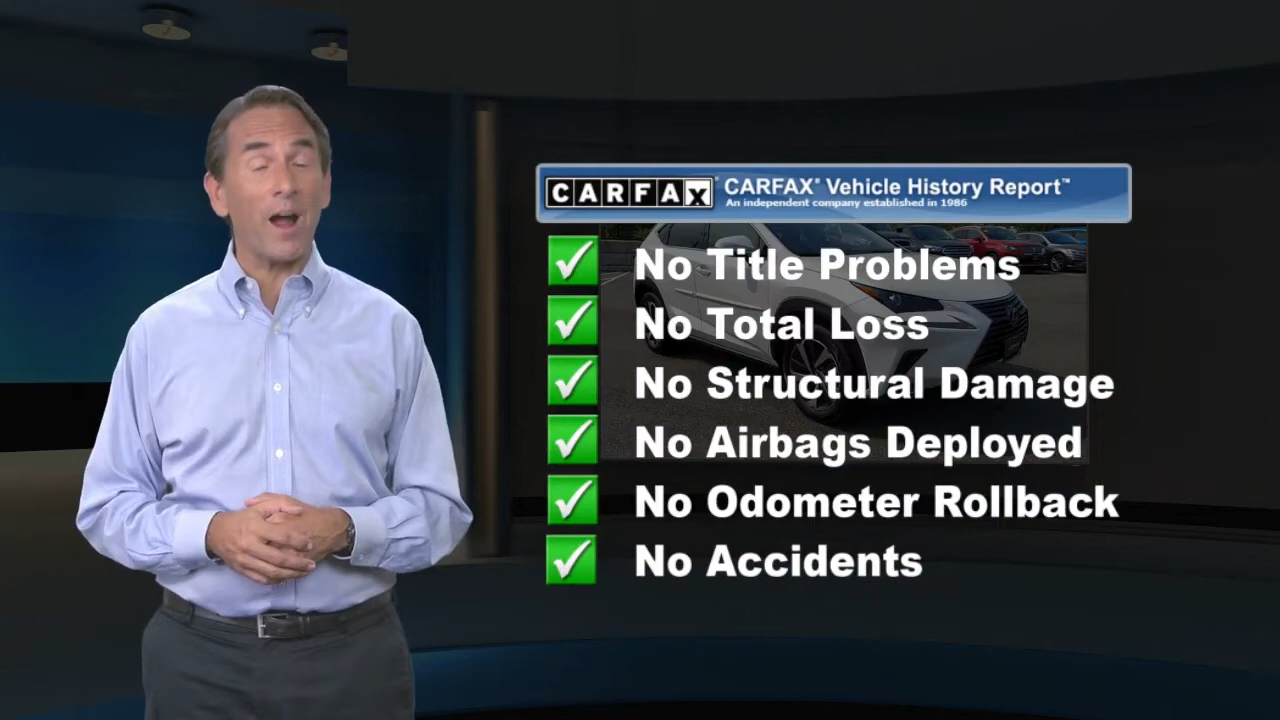 CARFAX® CARFAX® Vehicle History Report™
An independent company established in 1986
No Title Problems
No Total Loss
No Structural Damage
No Airbags Deployed
No Odometer Rollback
No Accidents